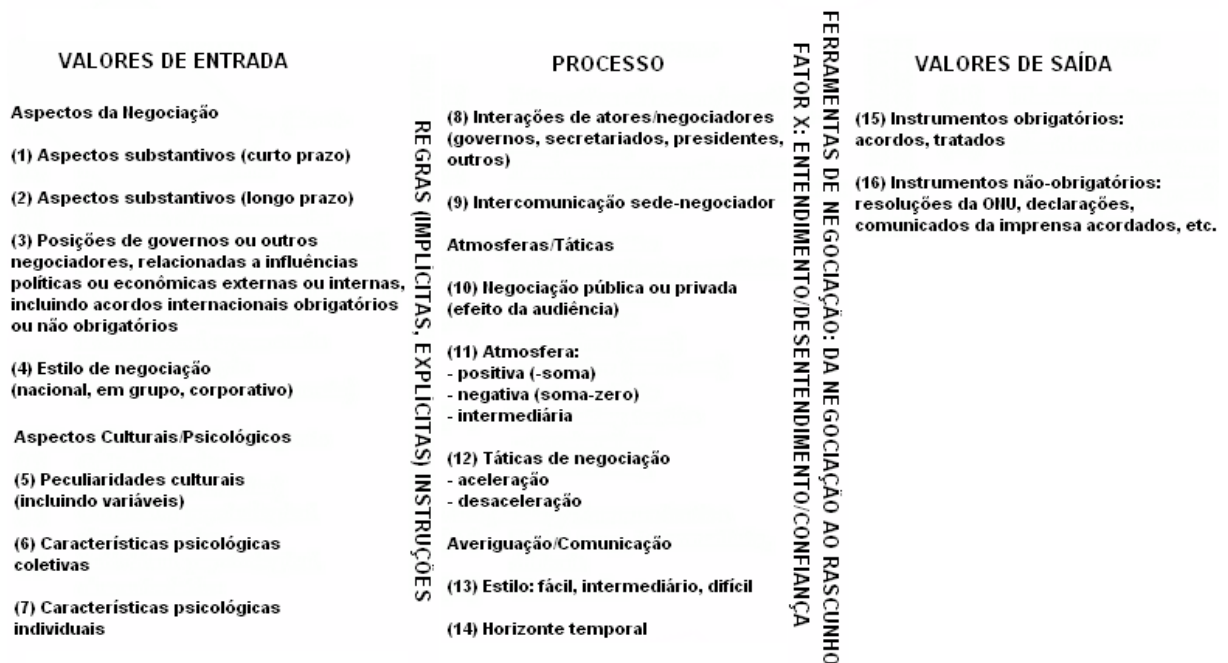 VALORES DE ENTRADA
Aspectos da Negociação
(1) Aspectos substantivos (curto prazo)
(2) Aspectos substantivos (longo prazo)
(3) Posições de governos ou outros
negociadores, relacionadas a influências
políticas ou econômicas externas ou internas,
incluindo acordos internacionais obrigatórios
ou não obrigatórios
(4) Estilo de negociação
(nacional, em grupo, corporativo)
Aspectos Culturais/Psicológicos
(5) Peculiaridades culturais
(incluindo variáveis)
(6) Características psicológicas
coletivas
(7) Características psicológicas
individuais
REGRAS (IMPLÍCITAS, EXPLÍCITAS) INSTRUÇÕES
PROCESSO
(8) Interações de atores/negociadores
(governos, secretariados, presidentes,
outros)
(9) Intercomunicação sede-negociador
Atmosferas/Táticas
(10) Negociação pública ou privada
(efeito da audiência)
(11) Atmosfera:
- positiva (-soma)
- negativa (soma-zero)
- intermediária
(12) Táticas de negociação
- aceleração
- desaceleração
Averiguação/Comunicação
(13) Estilo: fácil, intermediário, difícil
(14) Horizonte temporal
FATOR X: ENTENDIMENTO/DESENTENDIMENTO/CONFIANÇA
FERRAMENTAS DE NEGOCIAÇÃO: DA NEGOCIAÇÃO AO RASCUNHO
VALORES DE SAÍDA
(15) Instrumentos obrigatórios:
acordos, tratados
(16) Instrumentos não-obrigatórios:
resoluções da ONU, declarações,
comunicados da imprensa acordados, etc.